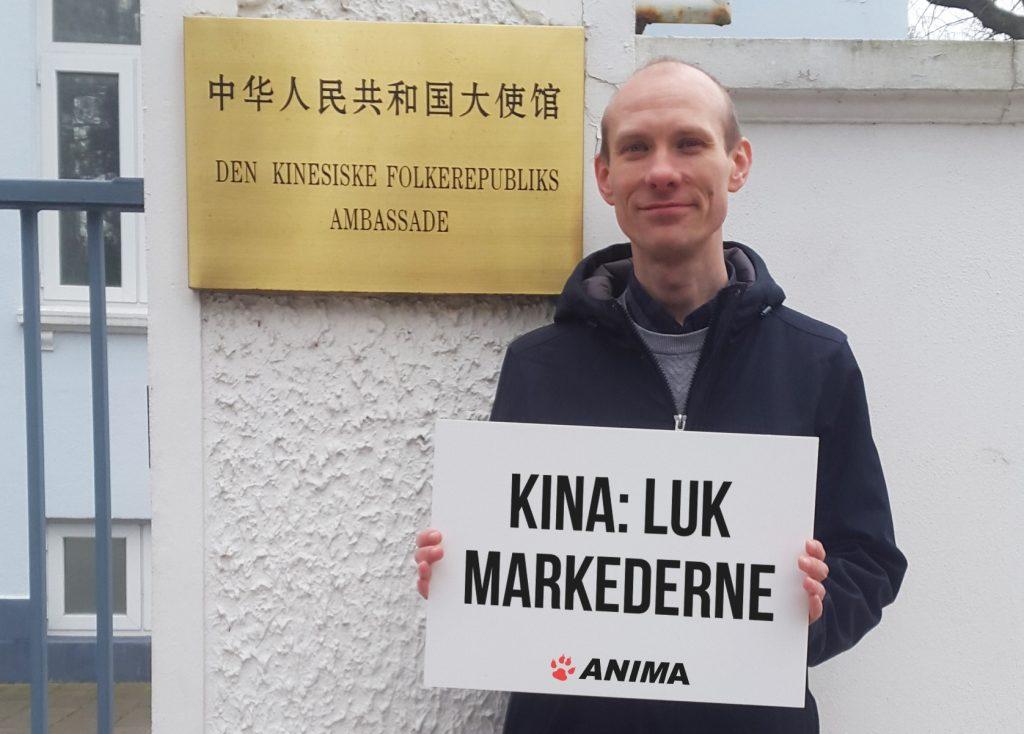 中华人民共和国大使馆
DEN KINESISKE FOLKEREPUBLIKS
AMBASSADE
KINA: LUK
MARKEDERNE
ANIMA